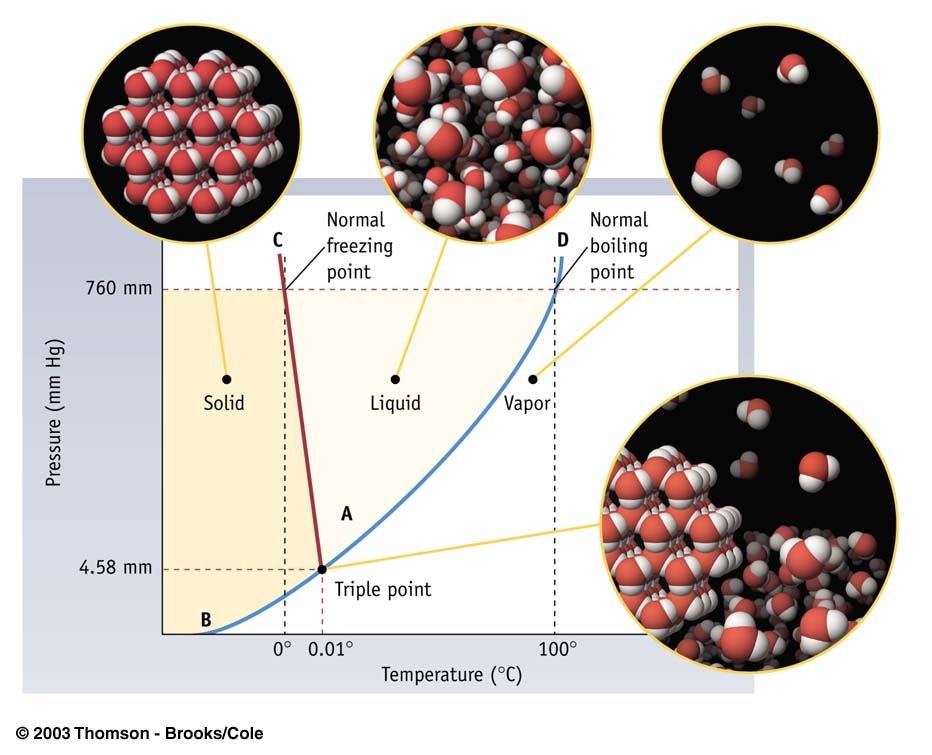 C
Normal
freezing
point
D
Normal
boiling
point
760 mm
Pressure (mm Hg)
Solid
Liquid
Vapor
A
4.58 mm
Triple point
B
0° 0.01° 100°
Temperature (°C)
© 2003 Thomson - Brooks/Cole